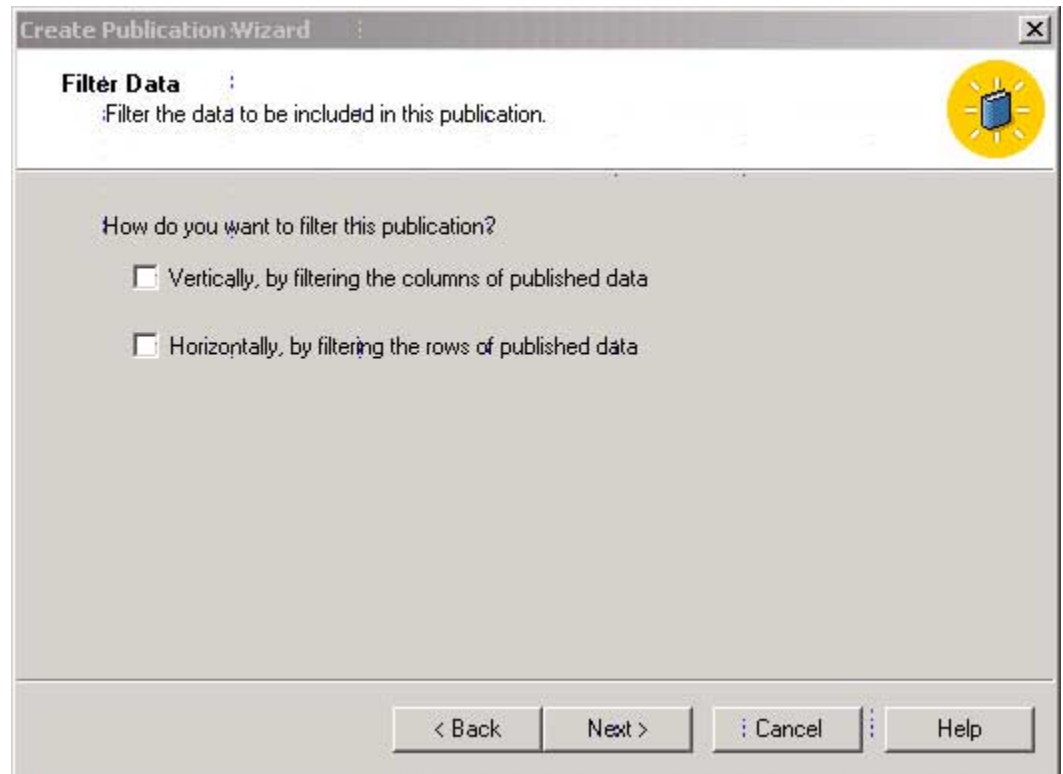 Create Publication Wizard
Filter Data
Filter the data to be included in this publication.
How do you want to filter this publication?
Vertically, by filtering the columns of published data
Horizontally, by filtering the rows of published data
< Back
Next >
Cancel
Help